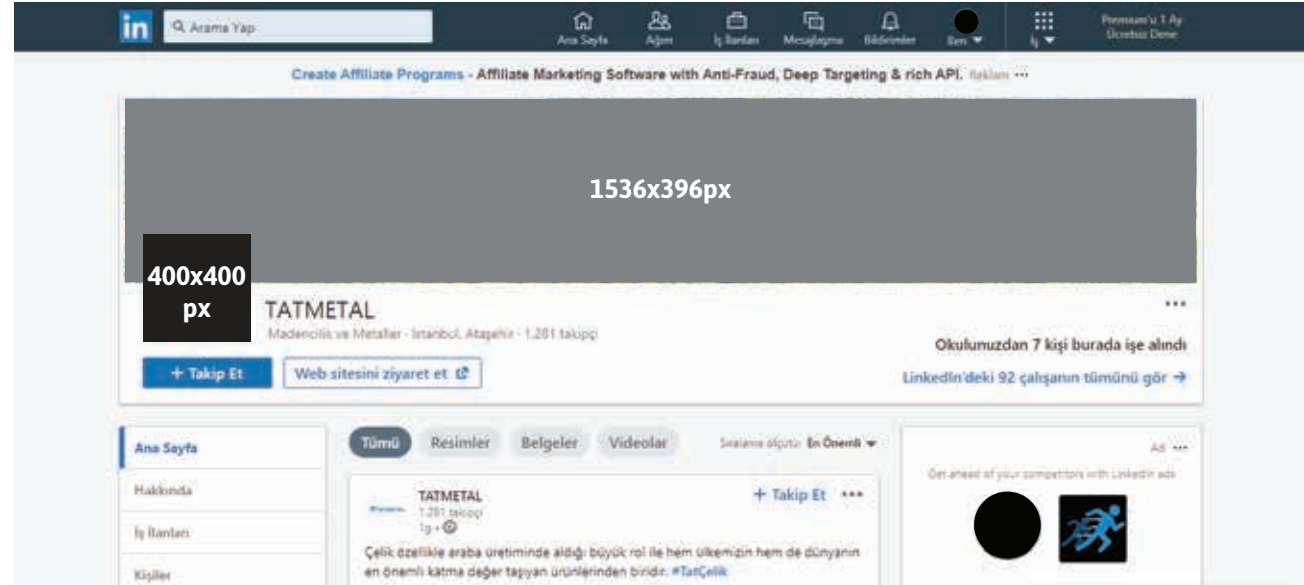 in Arama Yap Ana Sayfa Ağım İş İlanları Mesajlaşma Bildirimler Ben İş Premium'u 1 Ay
Ücretsiz Dene
Create Affiliate Programs - Affiliate Marketing Software with Anti-Fraud, Deep Targeting & rich API. Reklam
1536x396px
400x400
px
TATMETAL
Madencilik ve Metaller · İstanbul, Ataşehir · 1.281 takipçi
Okulunuzdan 7 kişi burada işe alındı
+ Takip Et Web sitesini ziyaret et LinkedIn'deki 92 çalışanın tümünü gör →
Ana Sayfa
Hakkında
İş İlanları
Kişiler
Tümü Resimler Belgeler Videolar Sıralama ölçütü: En Önemli
TATMETAL + Takip Et
1.281 takipçi
1g
Çelik özellikle araba üretiminde aldığı büyük rol ile hem ülkemizin hem de dünyanın
en önemli katma değer taşıyan ürünlerinden biridir. #TatÇelik
Ad
Get ahead of your competitors with LinkedIn ads